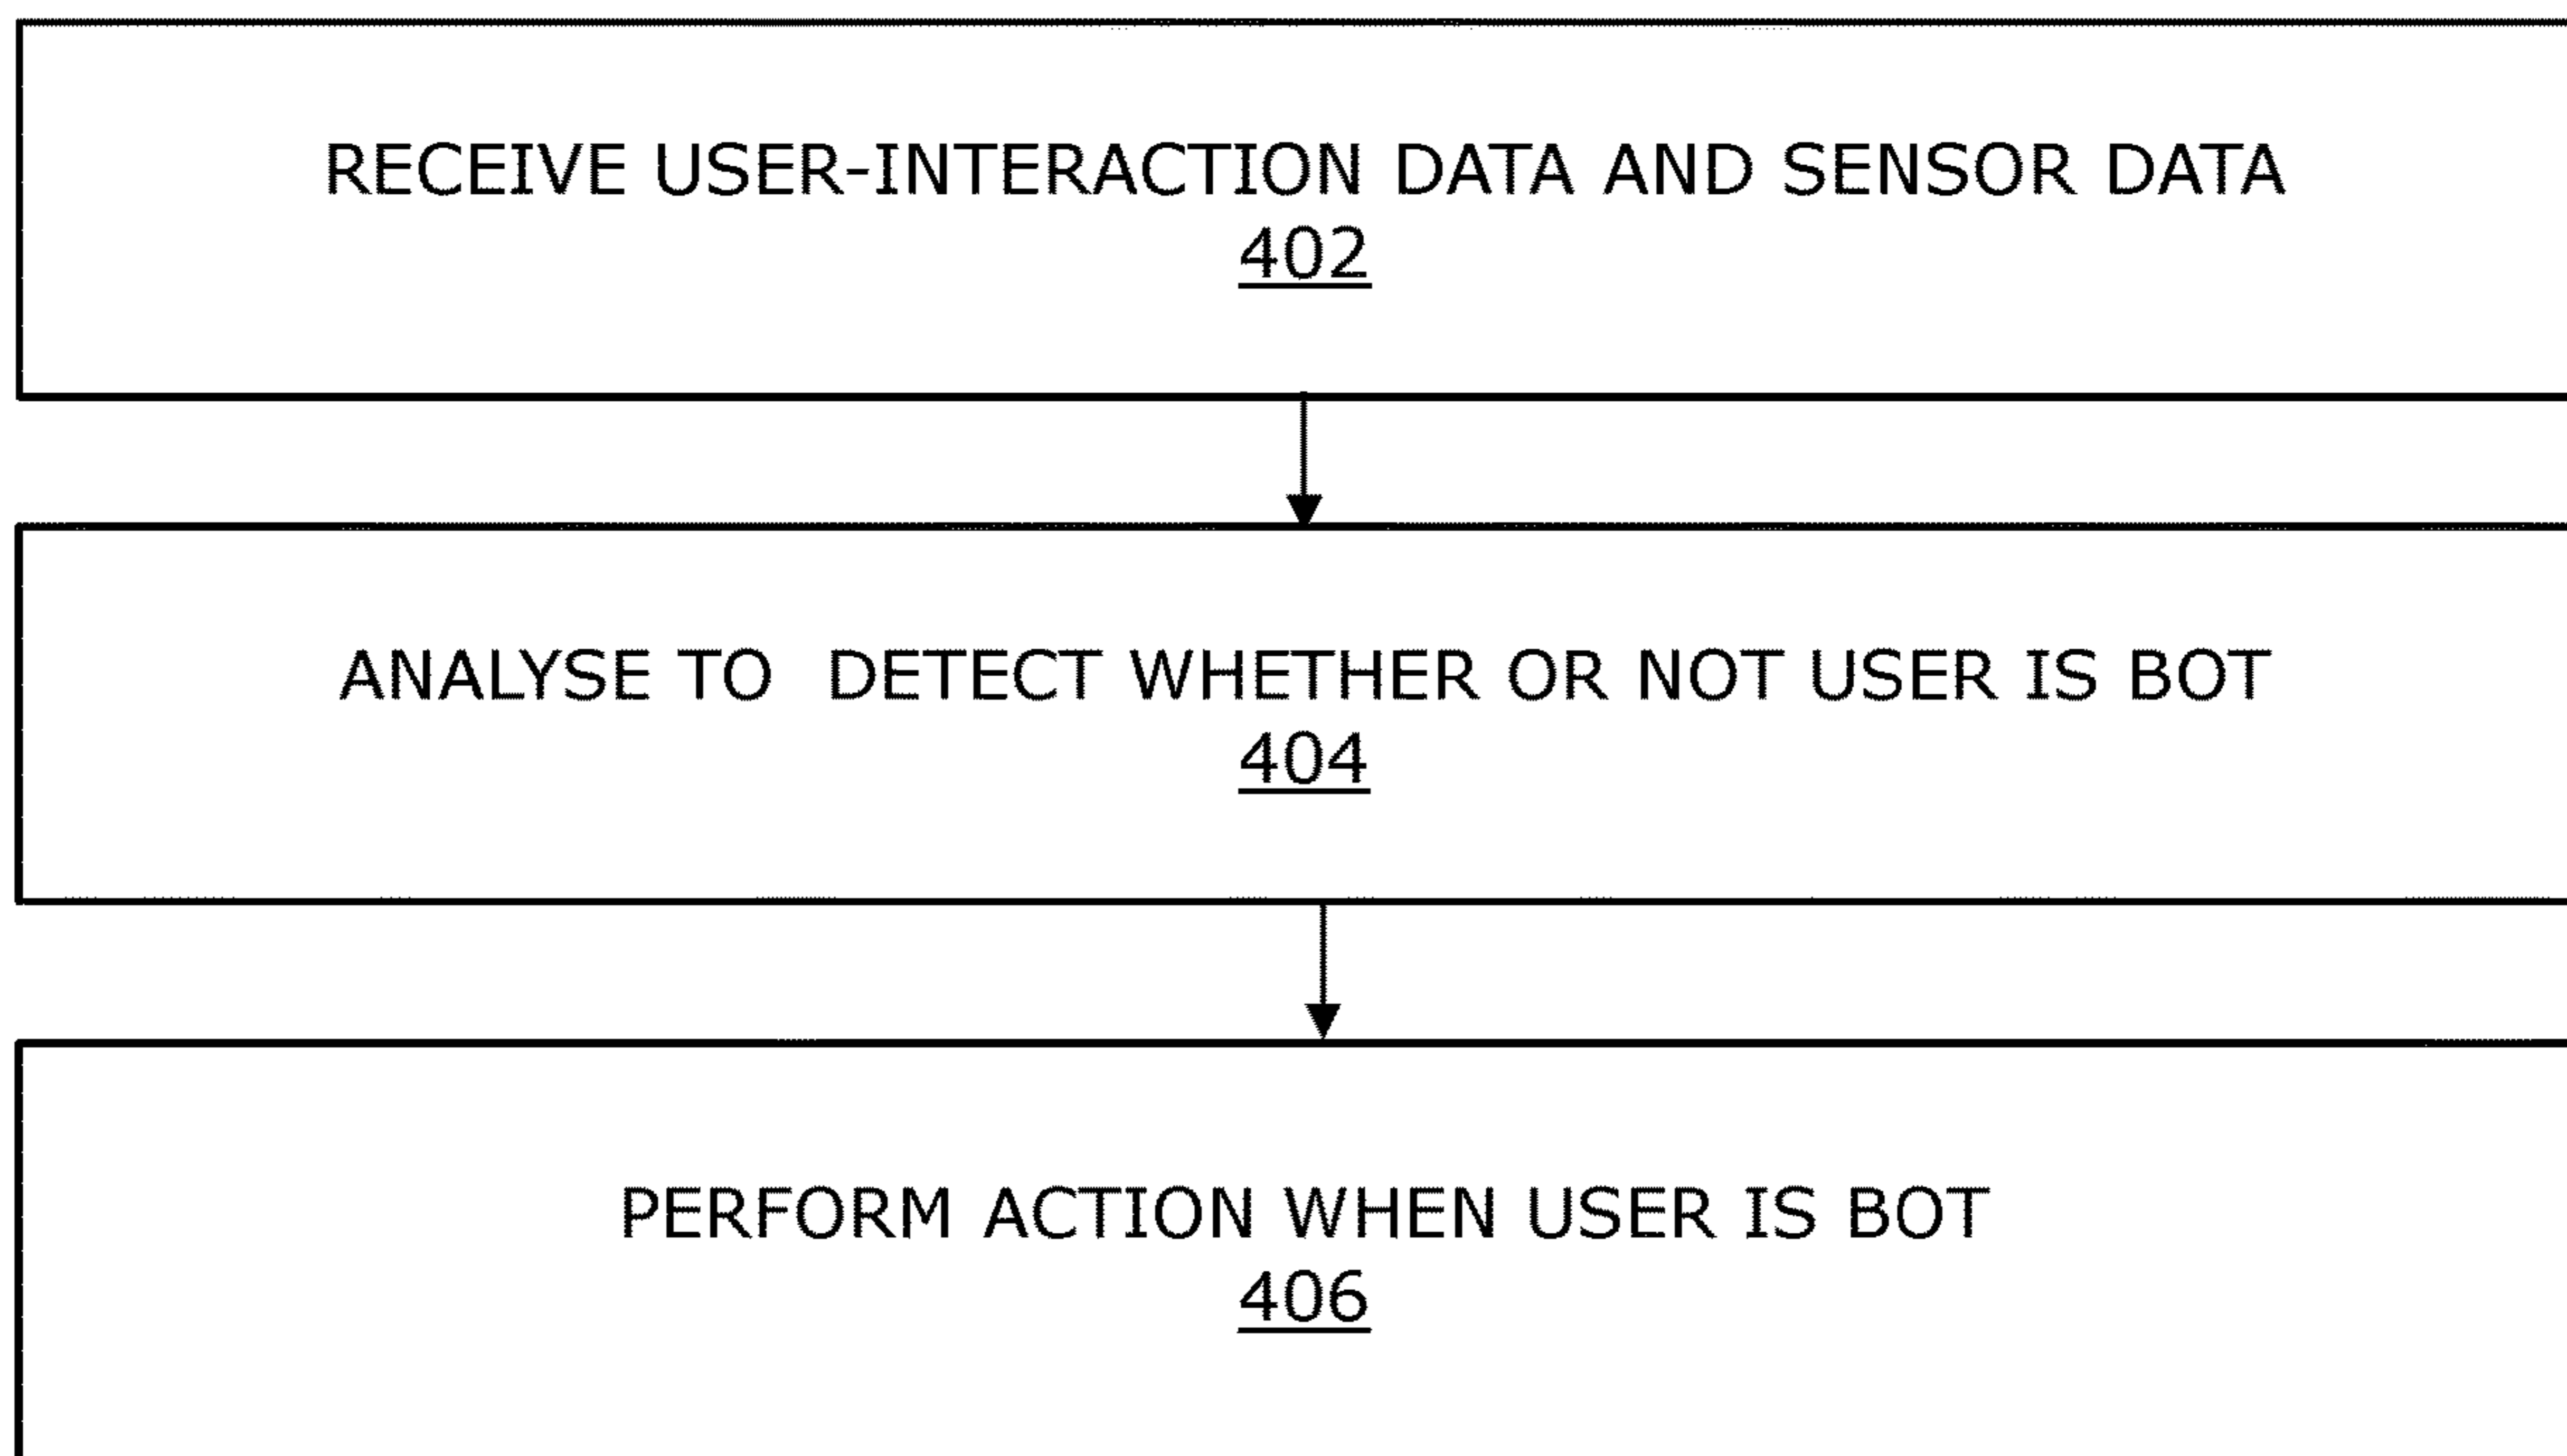 RECEIVE USER-INTERACTION DATA AND SENSOR DATA
402
ANALYSE TO  DETECT WHETHER OR NOT USER IS BOT
404
PERFORM ACTION WHEN USER IS BOT
406